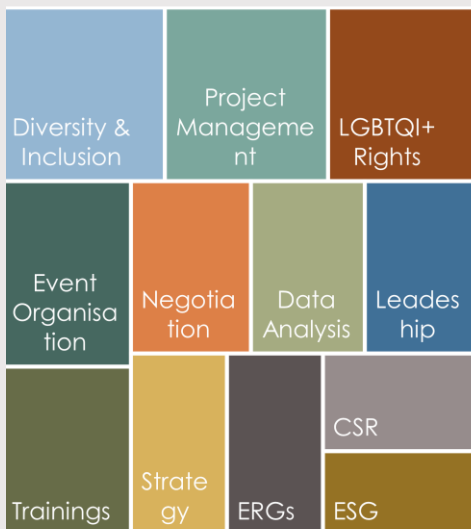 Diversity &
Inclusion
Project
Manageme
nt
LGBTQI+
Rights
Event
Organisa
tion
Negotia
tion
Data
Analysis
Leades
hip
Trainings
Strate
gy
ERGs
CSR
ESG